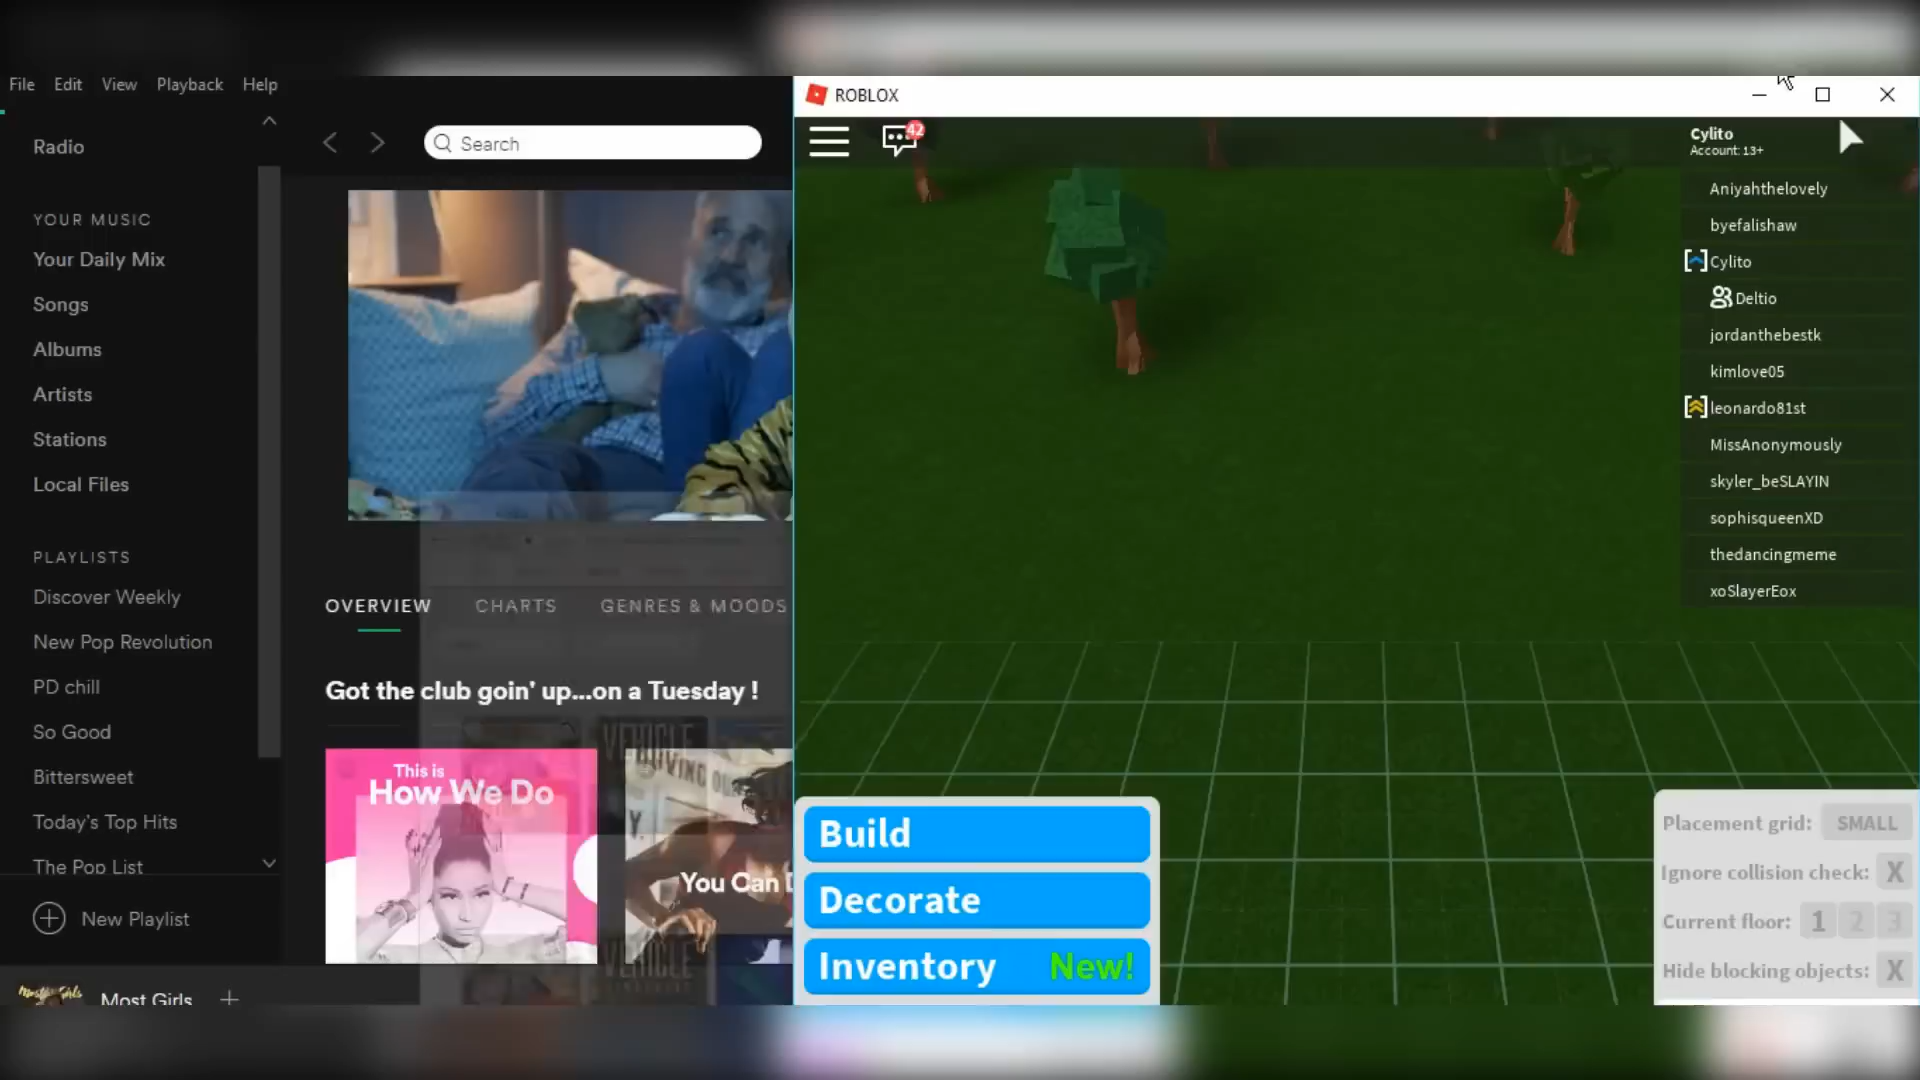 File Edit View Playback Help
Radio
YOUR MUSIC
Your Daily Mix
Songs
Albums
Artists
Stations
Local Files
PLAYLISTS
Discover Weekly
New Pop Revolution
PD chill
So Good
Bittersweet
Today's Top Hits
The Pop List
New Playlist
Most Girls
Most Girls
Search
OVERVIEW CHARTS GENRES & MOODS
Got the club goin' up...on a Tuesday !
This is
How We Do
VEHICLE
You Can D
VEHICLE
ROBLOX
42
Cylito
Account: 13+
Aniyahthelovely
byefalishaw
Cylito
Deltio
jordanthebestk
kimlove05
leonardo81st
MissAnonymously
skyler_beSLAYIN
sophisqueenXD
thedancingmeme
xoSlayerEox
Build
Decorate
Inventory New!
Placement grid: SMALL
Ignore collision check: X
Current floor: 1 2 3
Hide blocking objects: X